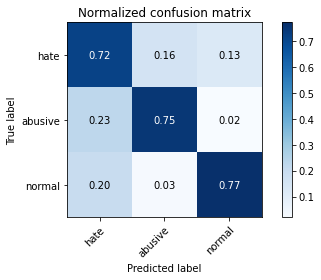 Normalized confusion matrix
hate 0.72 0.16 0.13
abusive 0.23 0.75 0.02
normal 0.20 0.03 0.77
hate abusive normal
True label
Predicted label
0.7
0.6
0.5
0.4
0.3
0.2
0.1